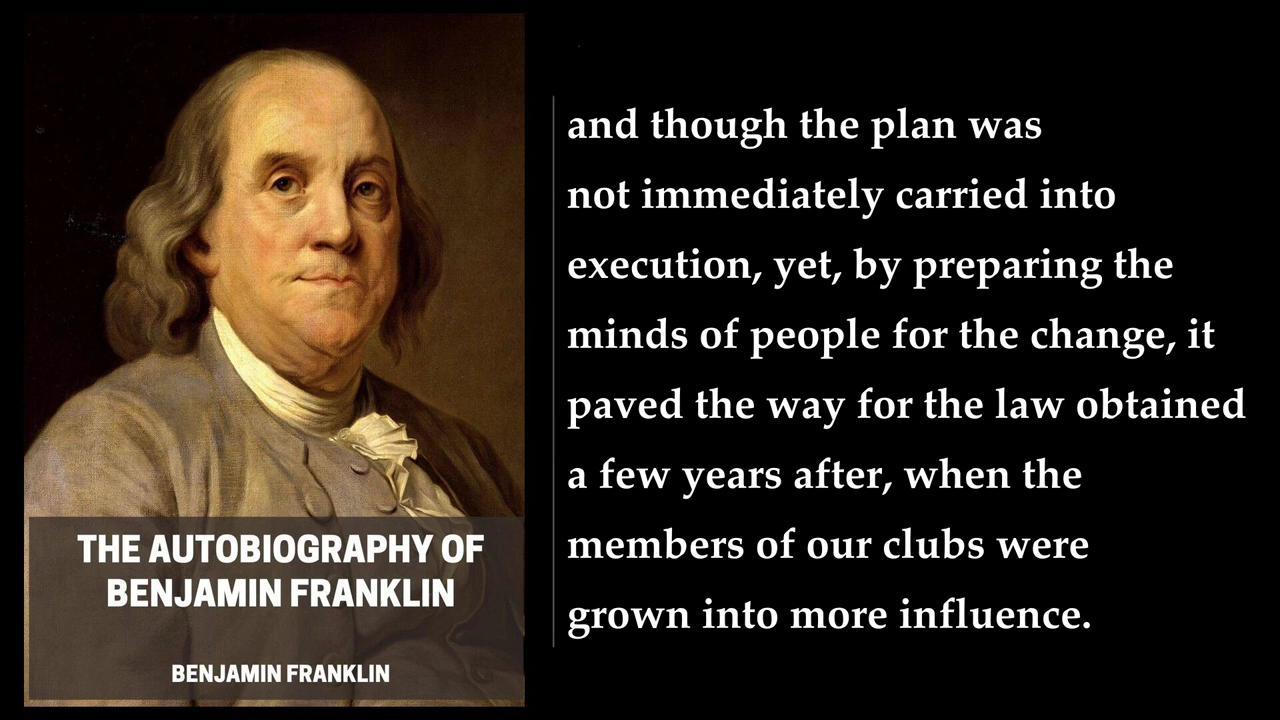 THE AUTOBIOGRAPHY OF
BENJAMIN FRANKLIN
BENJAMIN FRANKLIN
and though the plan was
not immediately carried into
execution, yet, by preparing the
minds of people for the change, it
paved the way for the law obtained
a few years after, when the
members of our clubs were
grown into more influence.